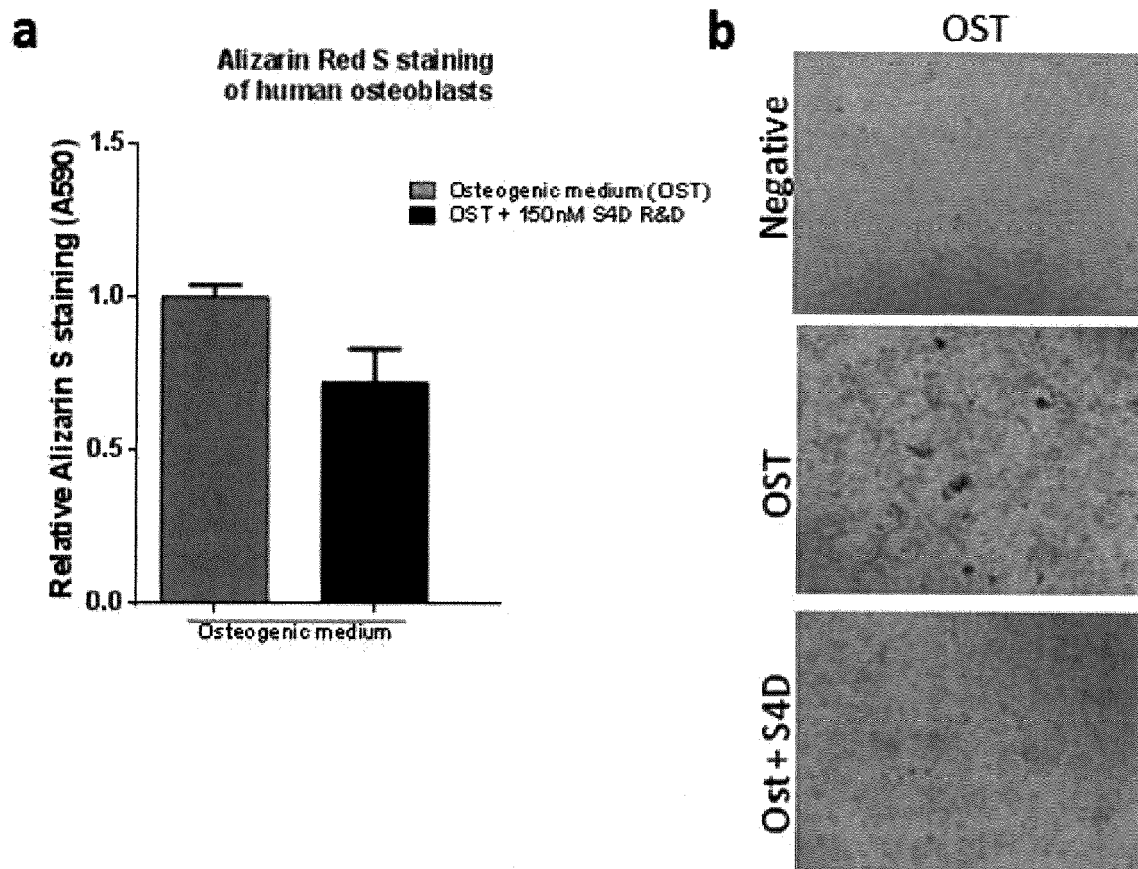 a
Alizarin Red S staining
of human osteoblasts
Relative Alizarin S staining (A590)
1.5
1.0
0.5
0.0
Osteogenic medium (OST)
OST + 150nM S4D R&D
Osteogenic medium
b
OST
Negative
OST
Ost + S4D